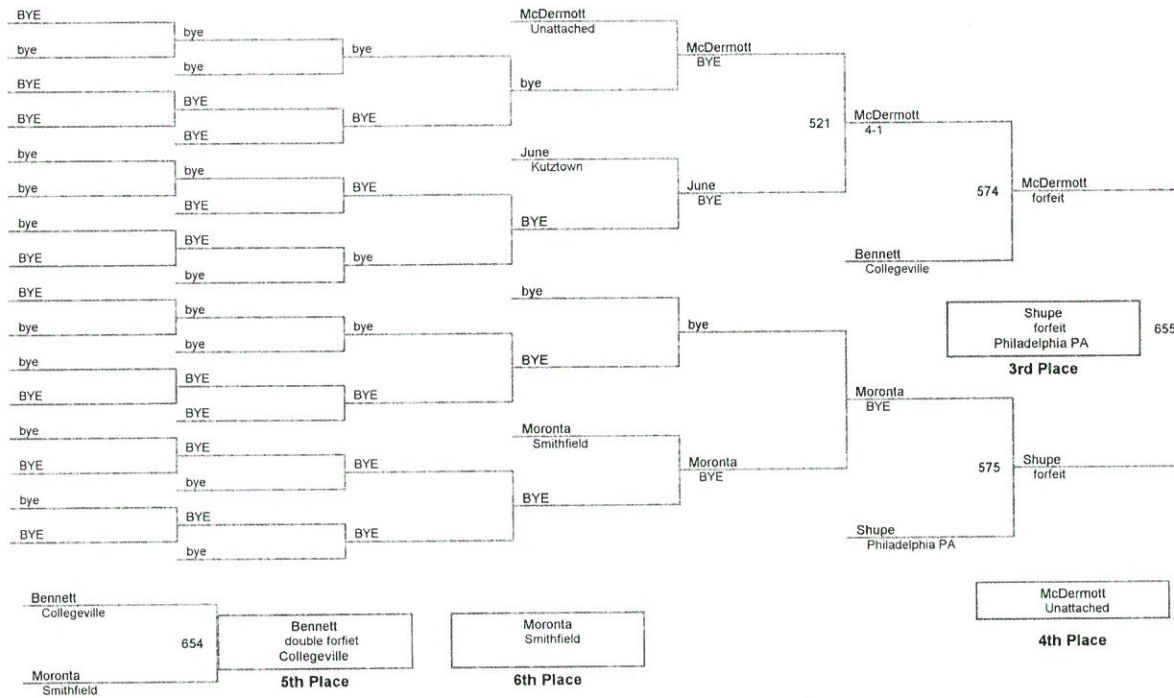 BYE
bye
BYE
BYE
bye
bye
bye
BYE
BYE
bye
bye
BYE
bye
BYE
bye
BYE
bye
bye
BYE
BYE
bye
BYE
BYE
bye
bye
bye
BYE
BYE
BYE
bye
BYE
bye
bye
BYE
BYE
bye
bye
BYE
BYE
BYE
McDermott
Unattached
bye
June
Kutztown
BYE
bye
BYE
Moronta
Smithfield
BYE
McDermott
BYE
June
BYE
bye
Moronta
BYE
521
McDermott
4-1
Bennett
Collegeville
Moronta
BYE
Shupe
Philadelphia PA
574
McDermott
forfeit
575
Shupe
forfeit
Shupe
forfeit
Philadelphia PA
655
3rd Place
McDermott
Unattached
4th Place
Bennett
Collegeville
654
Moronta
Smithfield
Bennett
double forfiet
Collegeville
5th Place
Moronta
Smithfield
6th Place